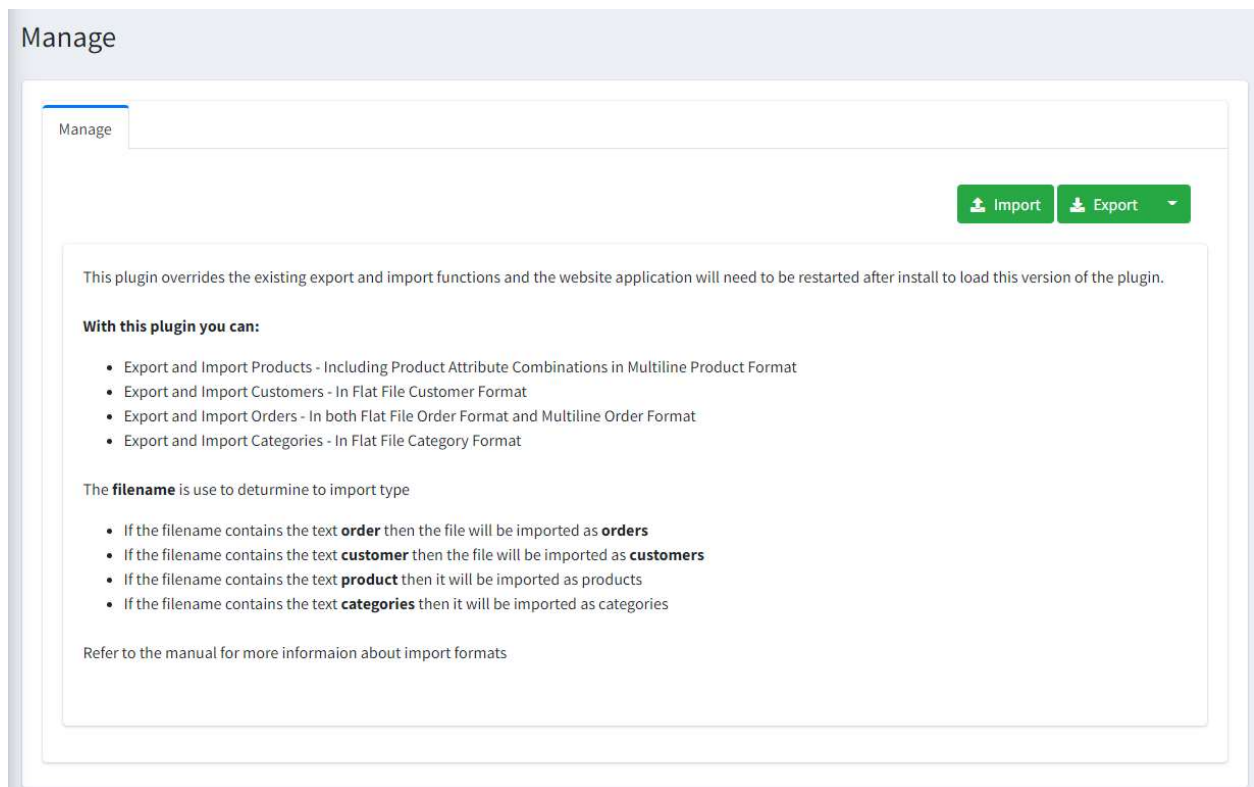 Manage
Manage
Import Export
This plugin overrides the existing export and import functions and the website application will need to be restarted after install to load this version of the plugin.
With this plugin you can:
Export and Import Products - Including Product Attribute Combinations in Multiline Product Format
Export and Import Customers - In Flat File Customer Format
Export and Import Orders - In both Flat File Order Format and Multiline Order Format
Export and Import Categories - In Flat File Category Format
The filename is use to deturmine to import type
If the filename contains the text order then the file will be imported as orders
If the filename contains the text customer then the file will be imported as customers
If the filename contains the text product then it will be imported as products
If the filename contains the text categories then it will be imported as categories
Refer to the manual for more informaion about import formats